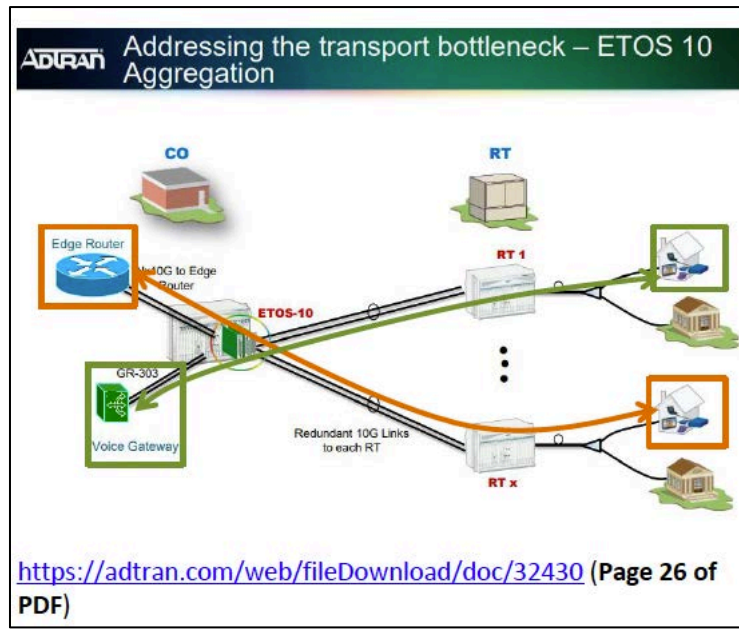 ADTRAN
Addressing the transport bottleneck – ETOS 10
Aggregation
CO
RT
Edge Router
x10G to Edge
Router
ETOS-10
RT 1
GR-303
Voice Gateway
Redundant 10G Links
to each RT
RT x
https://adtran.com/web/fileDownload/doc/32430 (Page 26 of
PDF)